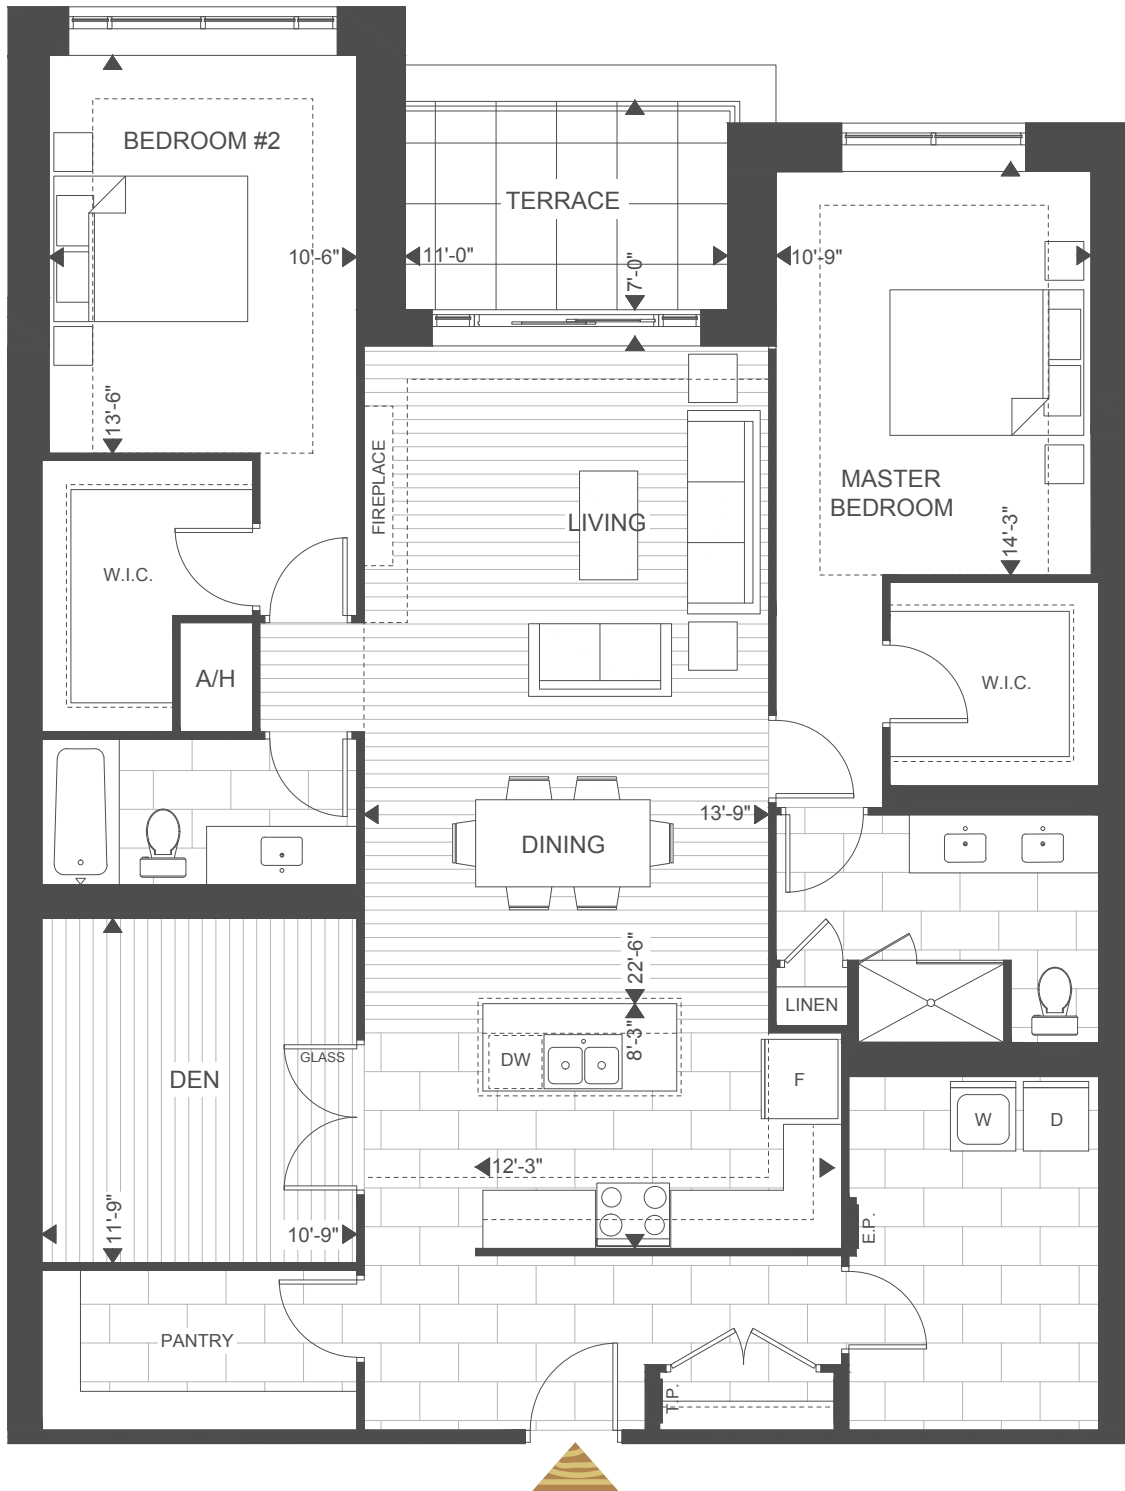 BEDROOM #2
TERRACE
10'-6"
11'-0"
7'-0"
10'-9"
13'-6"
FIREPLACE
LIVING
MASTER
BEDROOM
14'-3"
W.I.C.
A/H
W.I.C.
13'-9"
DINING
22'-6"
LINEN
8'-3"
DW
GLASS
DEN
F
W
D
12'-3"
11'-9"
10'-9"
E.P.
PANTRY
T.P.